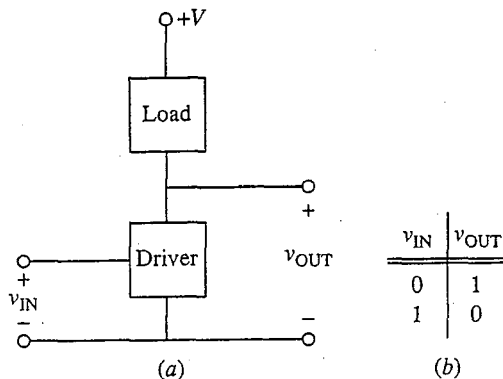 +V
Load
+
Driver
+
v_IN
−
v_OUT
−
(a)
v_IN v_OUT
0 1
1 0
(b)